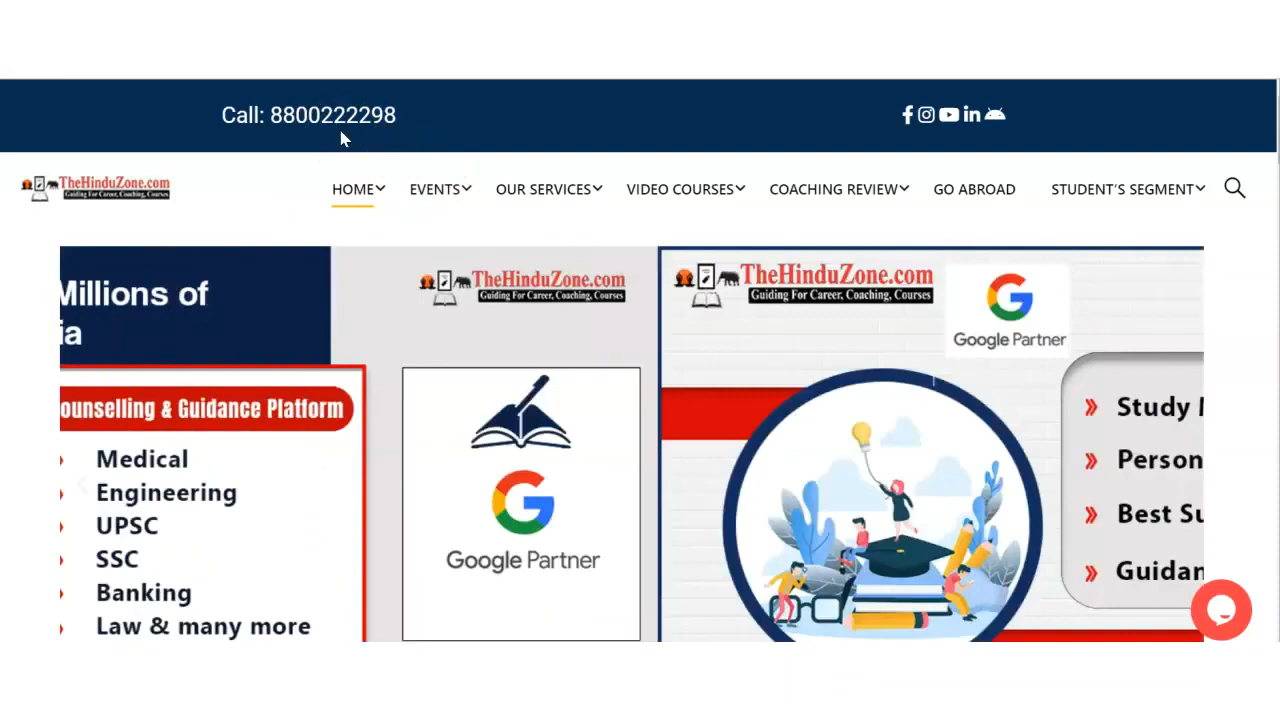 Call: 8800222298
TheHinduZone.com
Guiding For Career, Coaching, Courses
HOME EVENTS OUR SERVICES VIDEO COURSES COACHING REVIEW GO ABROAD STUDENT'S SEGMENT
Millions of
ia
ounselling & Guidance Platform
Medical
Engineering
UPSC
SSC
Banking
Law & many more
TheHinduZone.com
Guiding For Career, Coaching, Courses
Google Partner
TheHinduZone.com
Guiding For Career, Coaching, Courses
Google Partner
Study
Person
Best Su
Guidan